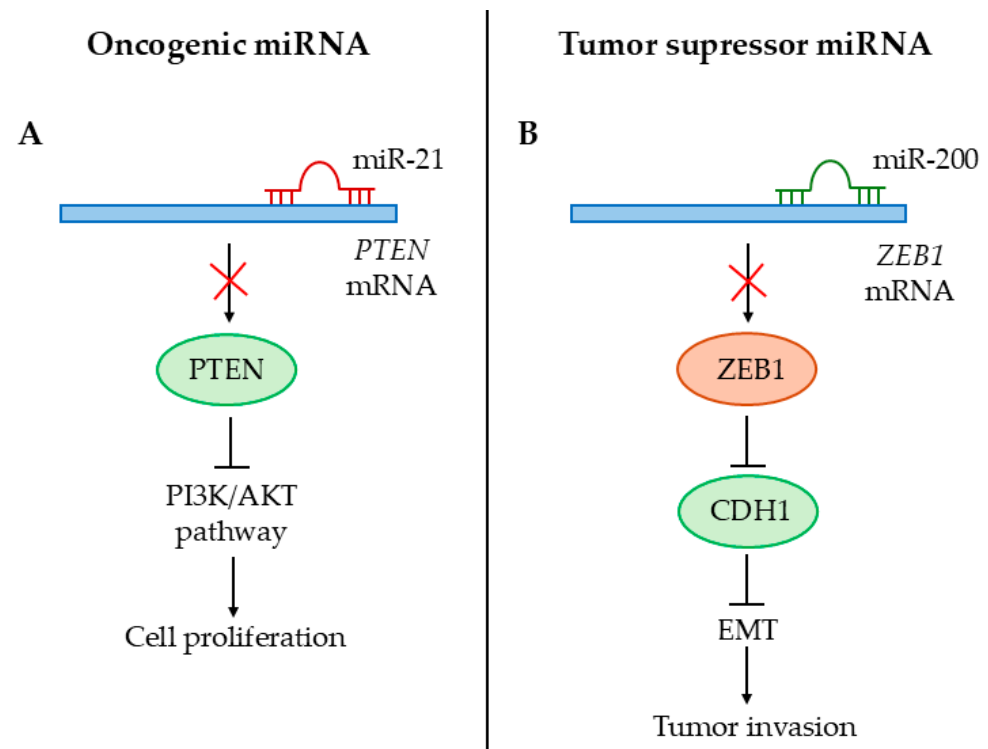 Oncogenic miRNA
A
miR-21
PTEN
mRNA
PTEN
PI3K/AKT
pathway
Cell proliferation
Tumor supressor miRNA
B
miR-200
ZEB1
mRNA
ZEB1
CDH1
EMT
Tumor invasion